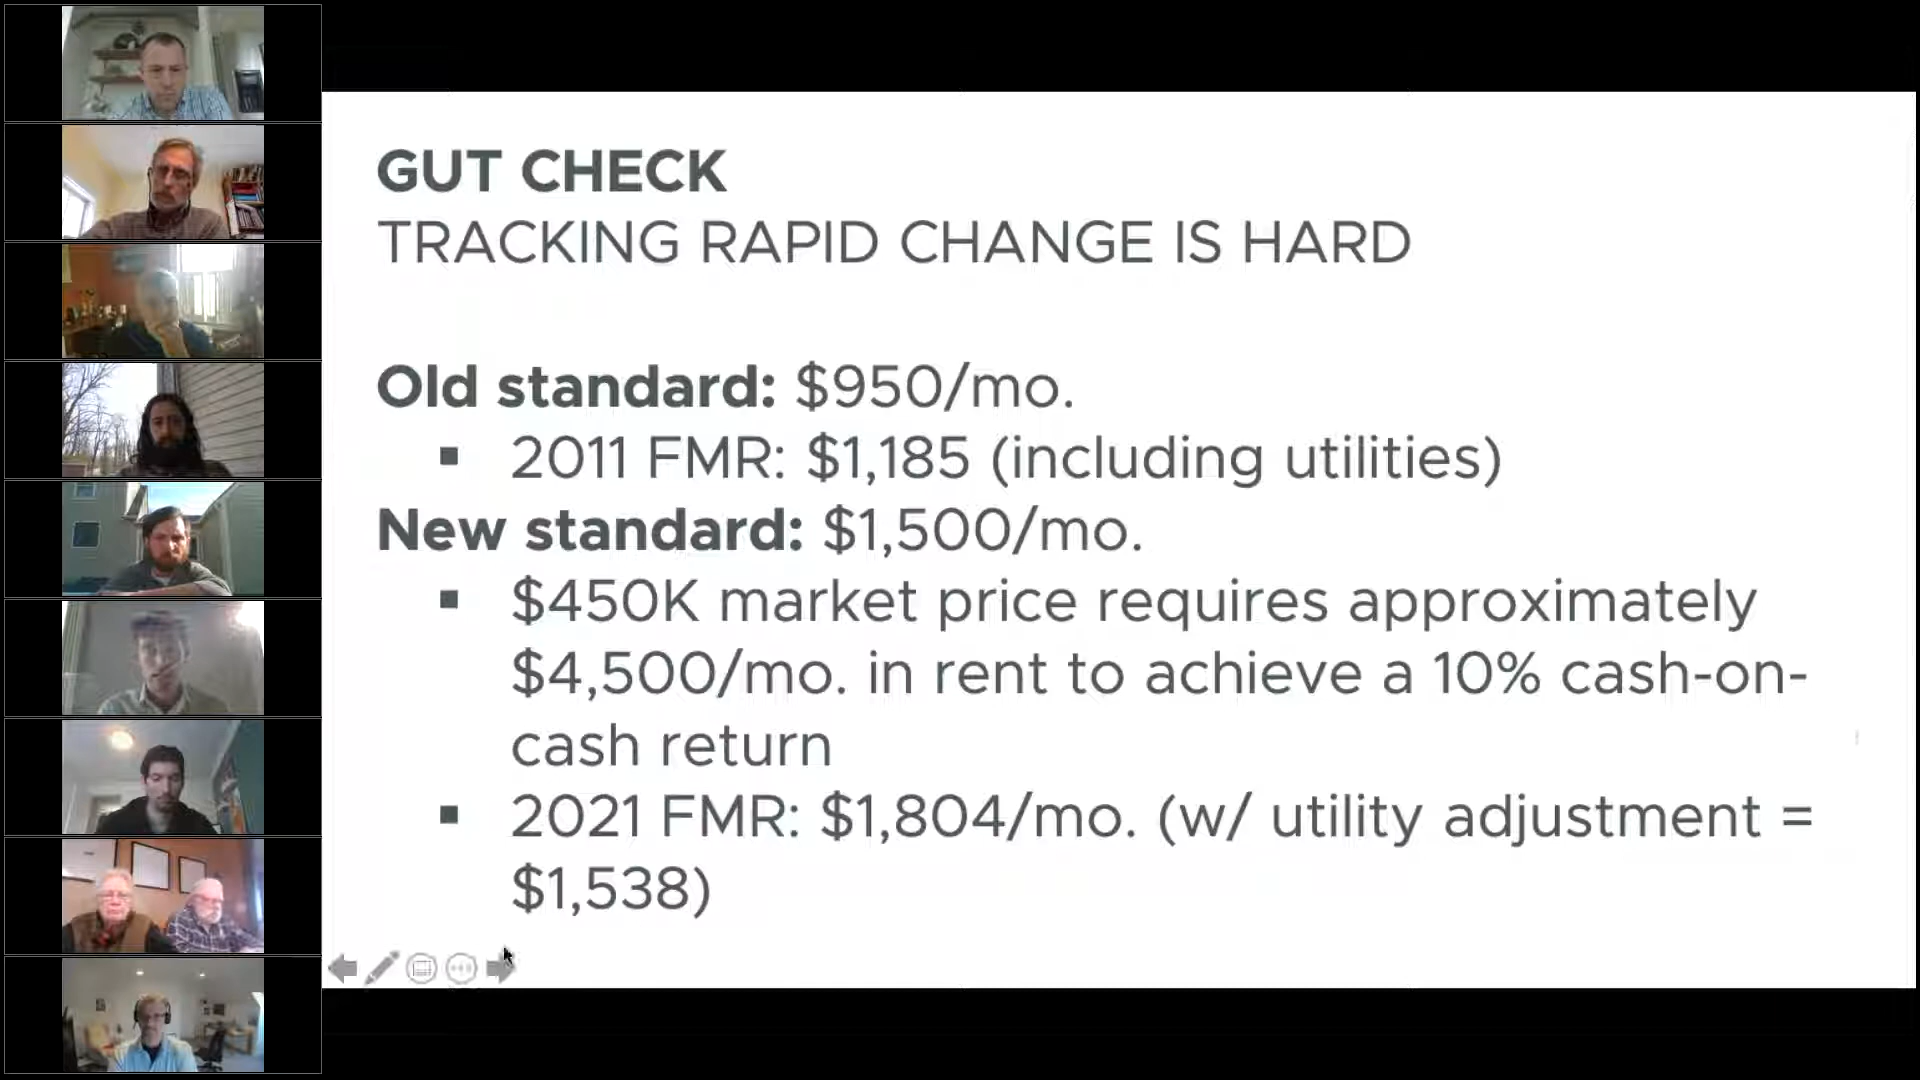 GUT CHECK
TRACKING RAPID CHANGE IS HARD
Old standard: $950/mo.
▪ 2011 FMR: $1,185 (including utilities)
New standard: $1,500/mo.
▪ $450K market price requires approximately
$4,500/mo. in rent to achieve a 10% cash-on-
cash return
▪ 2021 FMR: $1,804/mo. (w/ utility adjustment =
$1,538)